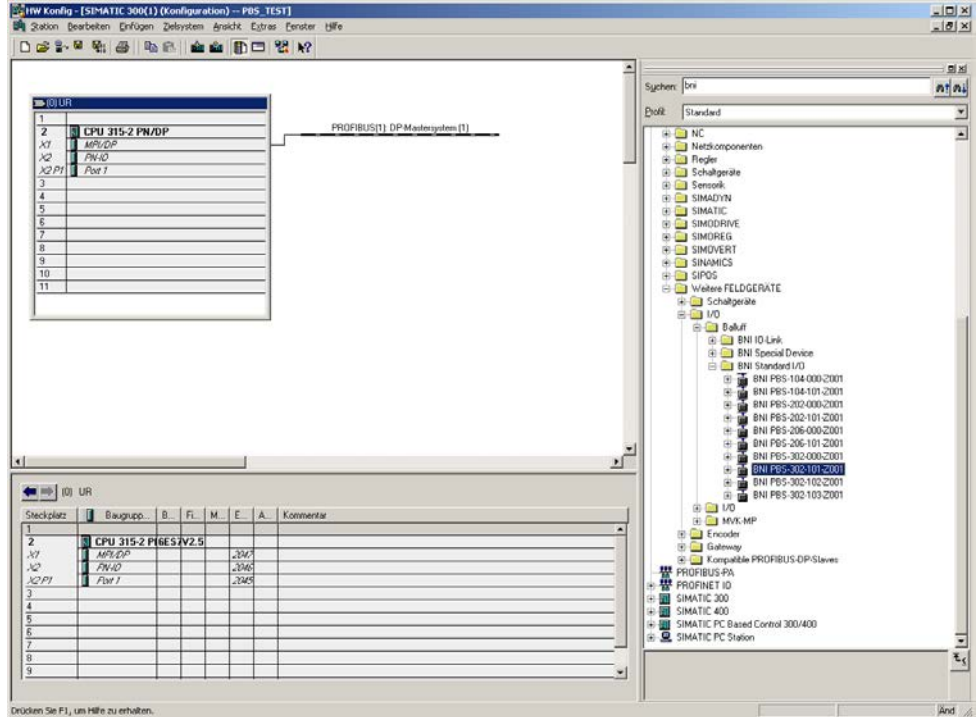 HW Konfig - [SIMATIC 300(1) (Konfiguration) -- PBS_TEST]
Station Bearbeiten Einfügen Zielsystem Ansicht Extras Fenster Hilfe
(0) UR
1
2 CPU 315-2 PN/DP
X1 MPI/DP
X2 PN-IO
X2 P1 Port 1
3
4
5
6
7
8
9
10
11
PROFIBUS(1): DP-Mastersystem (1)
Suchen: bni
Profil: Standard
NC
Netzkomponenten
Regler
Schaltgeräte
Sensorik
SIMADYN
SIMATIC
SIMODRIVE
SIMOREG
SIMOVERT
SINAMICS
SIPOS
Weitere FELDGERÄTE
Schaltgeräte
I/O
Balluff
BNI IO-Link
BNI Special Device
BNI Standard I/O
BNI PBS-104-000-Z001
BNI PBS-104-101-Z001
BNI PBS-202-000-Z001
BNI PBS-202-101-Z001
BNI PBS-206-000-Z001
BNI PBS-206-101-Z001
BNI PBS-302-000-Z001
BNI PBS-302-101-Z001
BNI PBS-302-102-Z001
BNI PBS-302-103-Z001
I/O
MVK-MP
Encoder
Gateway
Kompatible PROFIBUS-DP-Slaves
PROFIBUS-PA
PROFINET IO
SIMATIC 300
SIMATIC 400
SIMATIC PC Based Control 300/400
SIMATIC PC Station
(0) UR
Steckplatz Baugrupp... B... Fi... M... E... A... Kommentar
1
2 CPU 315-2 P 6ES7 V2.5
X1 MPI/DP 2047
X2 PN-IO 2046
X2 P1 Port 1 2045
3
4
5
6
7
8
9
Drücken Sie F1, um Hilfe zu erhalten.
Änd